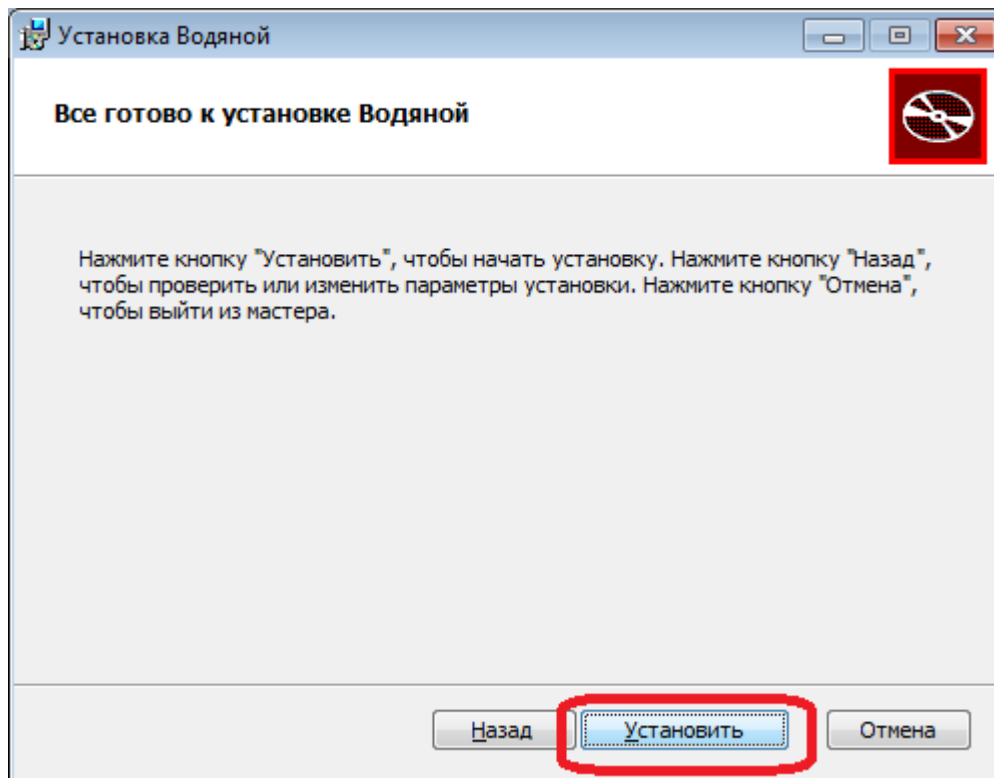 Установка Водяной
Все готово к установке Водяной
Нажмите кнопку "Установить", чтобы начать установку. Нажмите кнопку "Назад",
чтобы проверить или изменить параметры установки. Нажмите кнопку "Отмена",
чтобы выйти из мастера.
Назад Установить Отмена